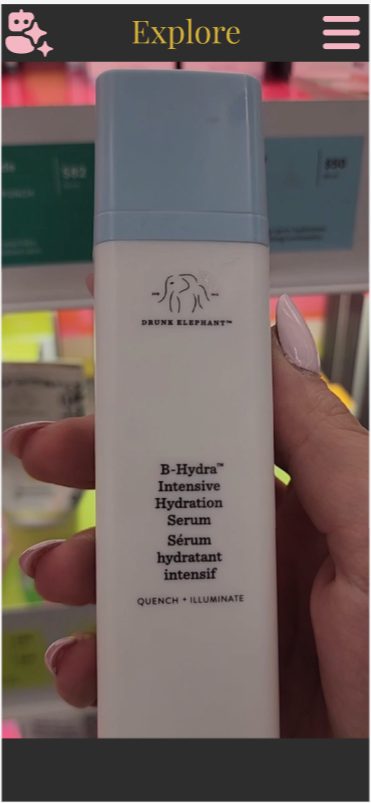 Explore
DRUNK ELEPHANT™
B-Hydra™
Intensive
Hydration
Serum
Sérum
hydratant
intensif
QUENCH • ILLUMINATE